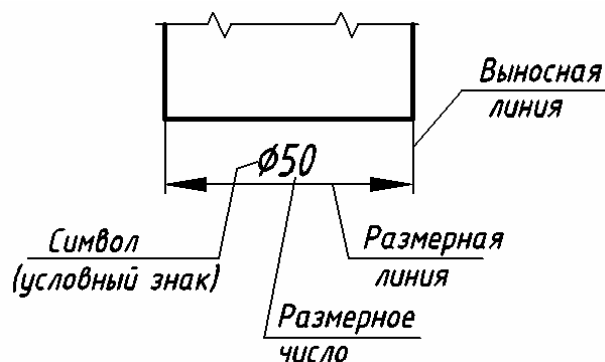 Выносная
линия
Ø50
Символ
(условный знак)
Размерная
линия
Размерное
число